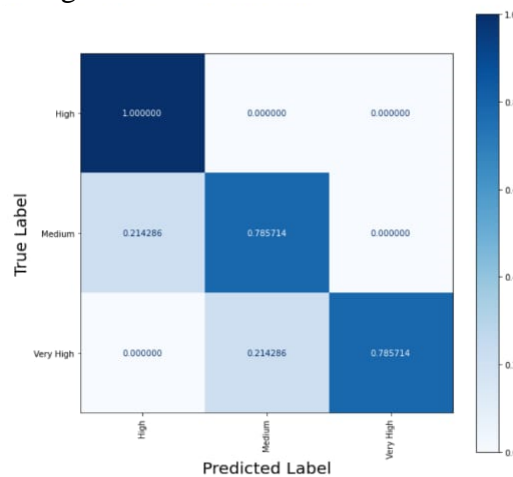 High
1.000000 0.000000 0.000000
Medium
0.214286 0.785714 0.000000
Very High
0.000000 0.214286 0.785714
True Label
High
Medium
Very High
Predicted Label